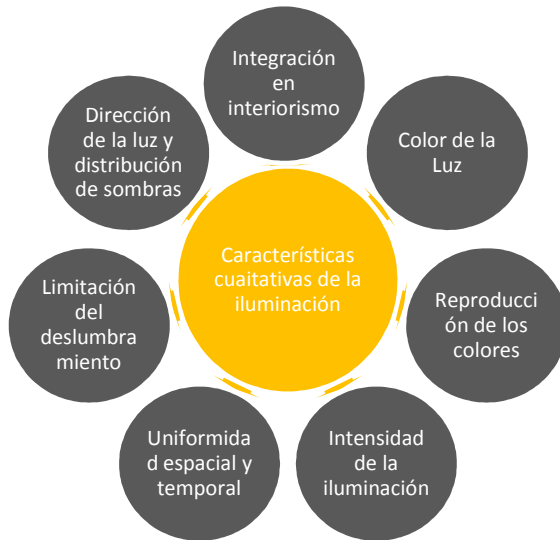 Integración
en
interiorismo
Color de la
Luz
Reproducci
ón de los
colores
Intensidad
de la
iluminación
Uniformida
d espacial y
temporal
Limitación
del
deslumbra
miento
Dirección
de la luz y
distribución
de sombras
Características
cuaitativas de la
iluminación